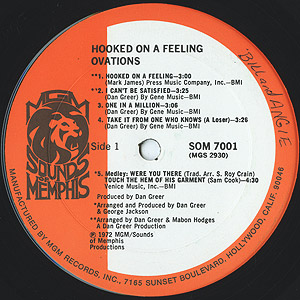 HOOKED ON A FEELING
OVATIONS
**1. HOOKED ON A FEELING—3:00
(Mark James) Press Music Company, Inc.—BMI
*2. I CAN'T BE SATISFIED—3:25
(Dan Greer) By Gene Music—BMI
3. ONE IN A MILLION—3:06
(Dan Greer) By Gene Music—BMI
4. TAKE IT FROM ONE WHO KNOWS (A Loser)—3:26
(Dan Greer) By Gene Music—BMI
Side 1
SOM 7001
(MGS 2930)
5. Medley: WERE YOU THERE (Trad. Arr. S. Roy Crain)
TOUCH THE HEM OF HIS GARMENT (Sam Cook)—4:30
Venice Music, Inc.—BMI
Produced by Dan Greer
*Arranged and Produced by Dan Greer &
George Jackson
**Arranged by Dan Greer & Mabon Hodges
A Dan Greer Production
Ⓟ 1972 MGM/Sounds
of Memphis
Productions
SOUNDS
OF
MEMPHIS
Bill and ANGIE
MANUFACTURED BY MGM RECORDS, INC., 7165 SUNSET BOULEVARD, HOLLYWOOD, CALIF. 90046